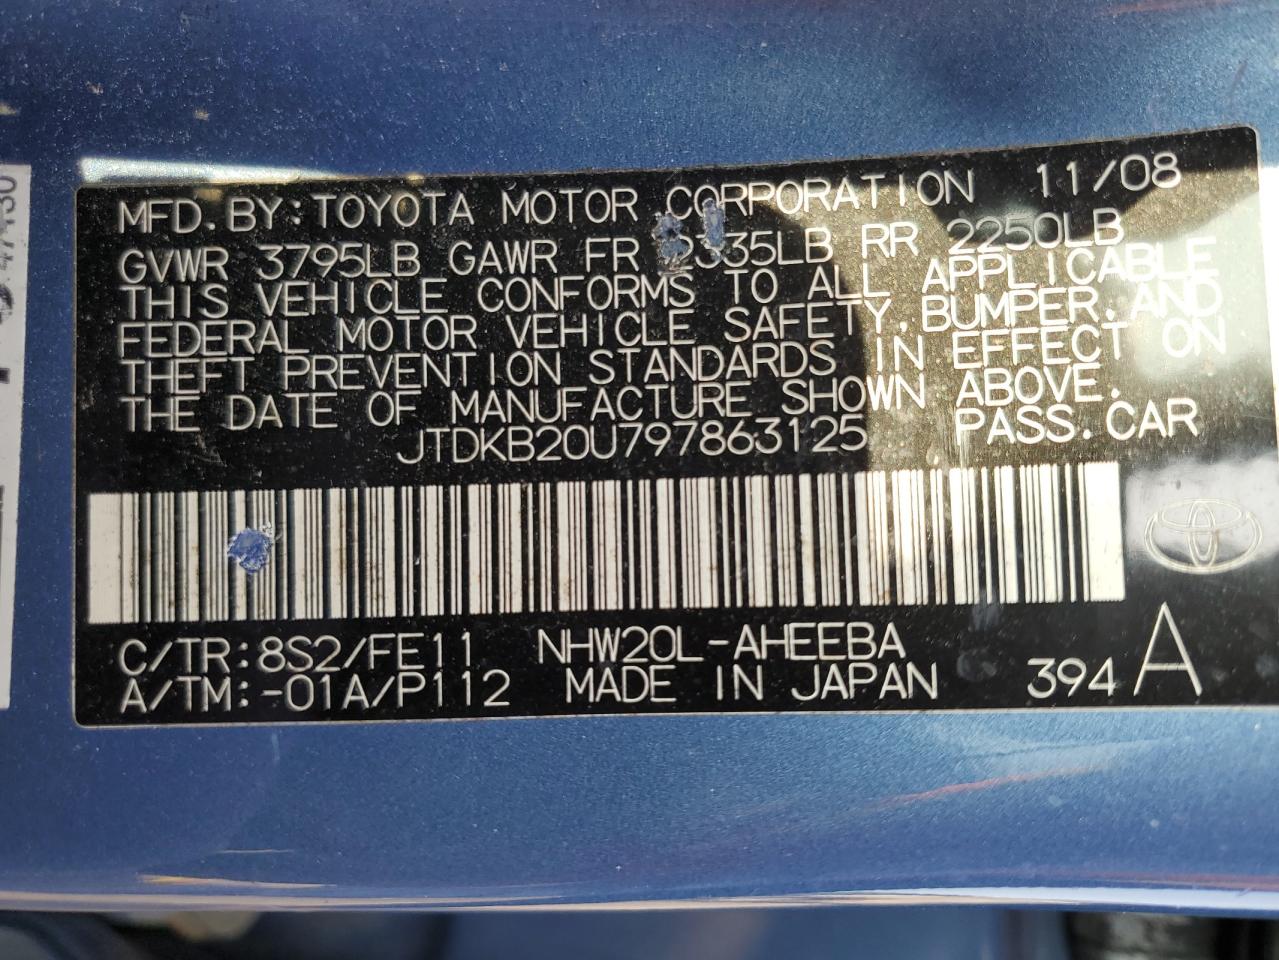 MFD. BY: TOYOTA MOTOR CORPORATION 11/08
GVWR 3795LB GAWR FR 2335LB RR 2250LB
THIS VEHICLE CONFORMS TO ALL APPLICABLE
FEDERAL MOTOR VEHICLE SAFETY, BUMPER, AND
THEFT PREVENTION STANDARDS IN EFFECT ON
THE DATE OF MANUFACTURE SHOWN ABOVE.
JTDKB20U797863125 PASS. CAR
C/TR: 8S2/FE11 NHW20L-AHEEBA
A/TM: -01A/P112 MADE IN JAPAN 394 A